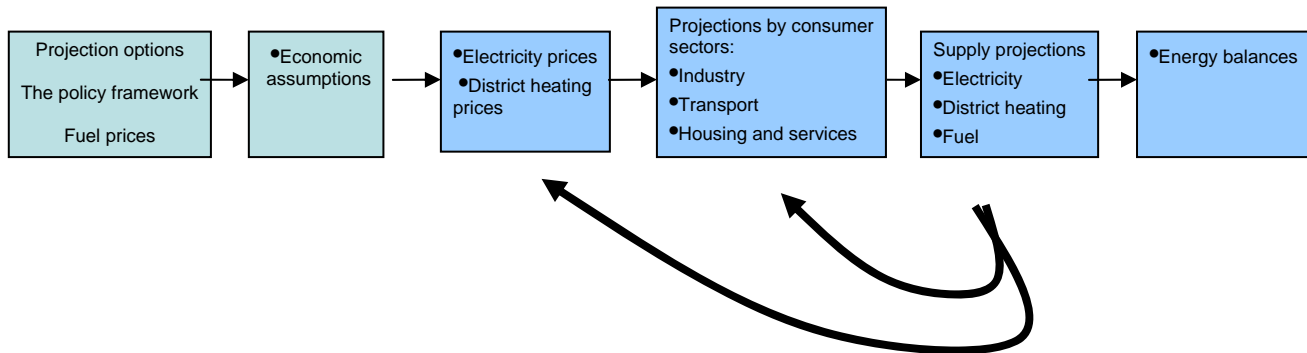 Projection options
The policy framework
Fuel prices
●Economic
assumptions
●Electricity prices
●District heating
prices
Projections by consumer
sectors:
●Industry
●Transport
●Housing and services
Supply projections
●Electricity
●District heating
●Fuel
●Energy balances